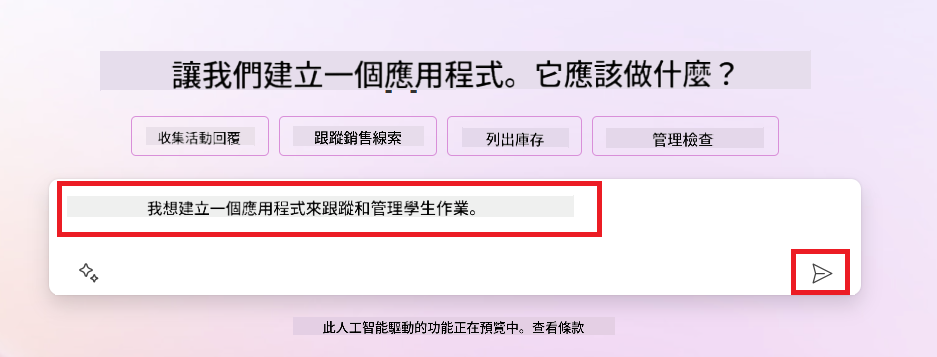 讓我們建立一個應用程式。它應該做什麼？
收集活動回覆 跟蹤銷售線索 列出庫存 管理檢查
我想建立一個應用程式來跟蹤和管理學生作業。
此人工智能驅動的功能正在預覽中。查看條款